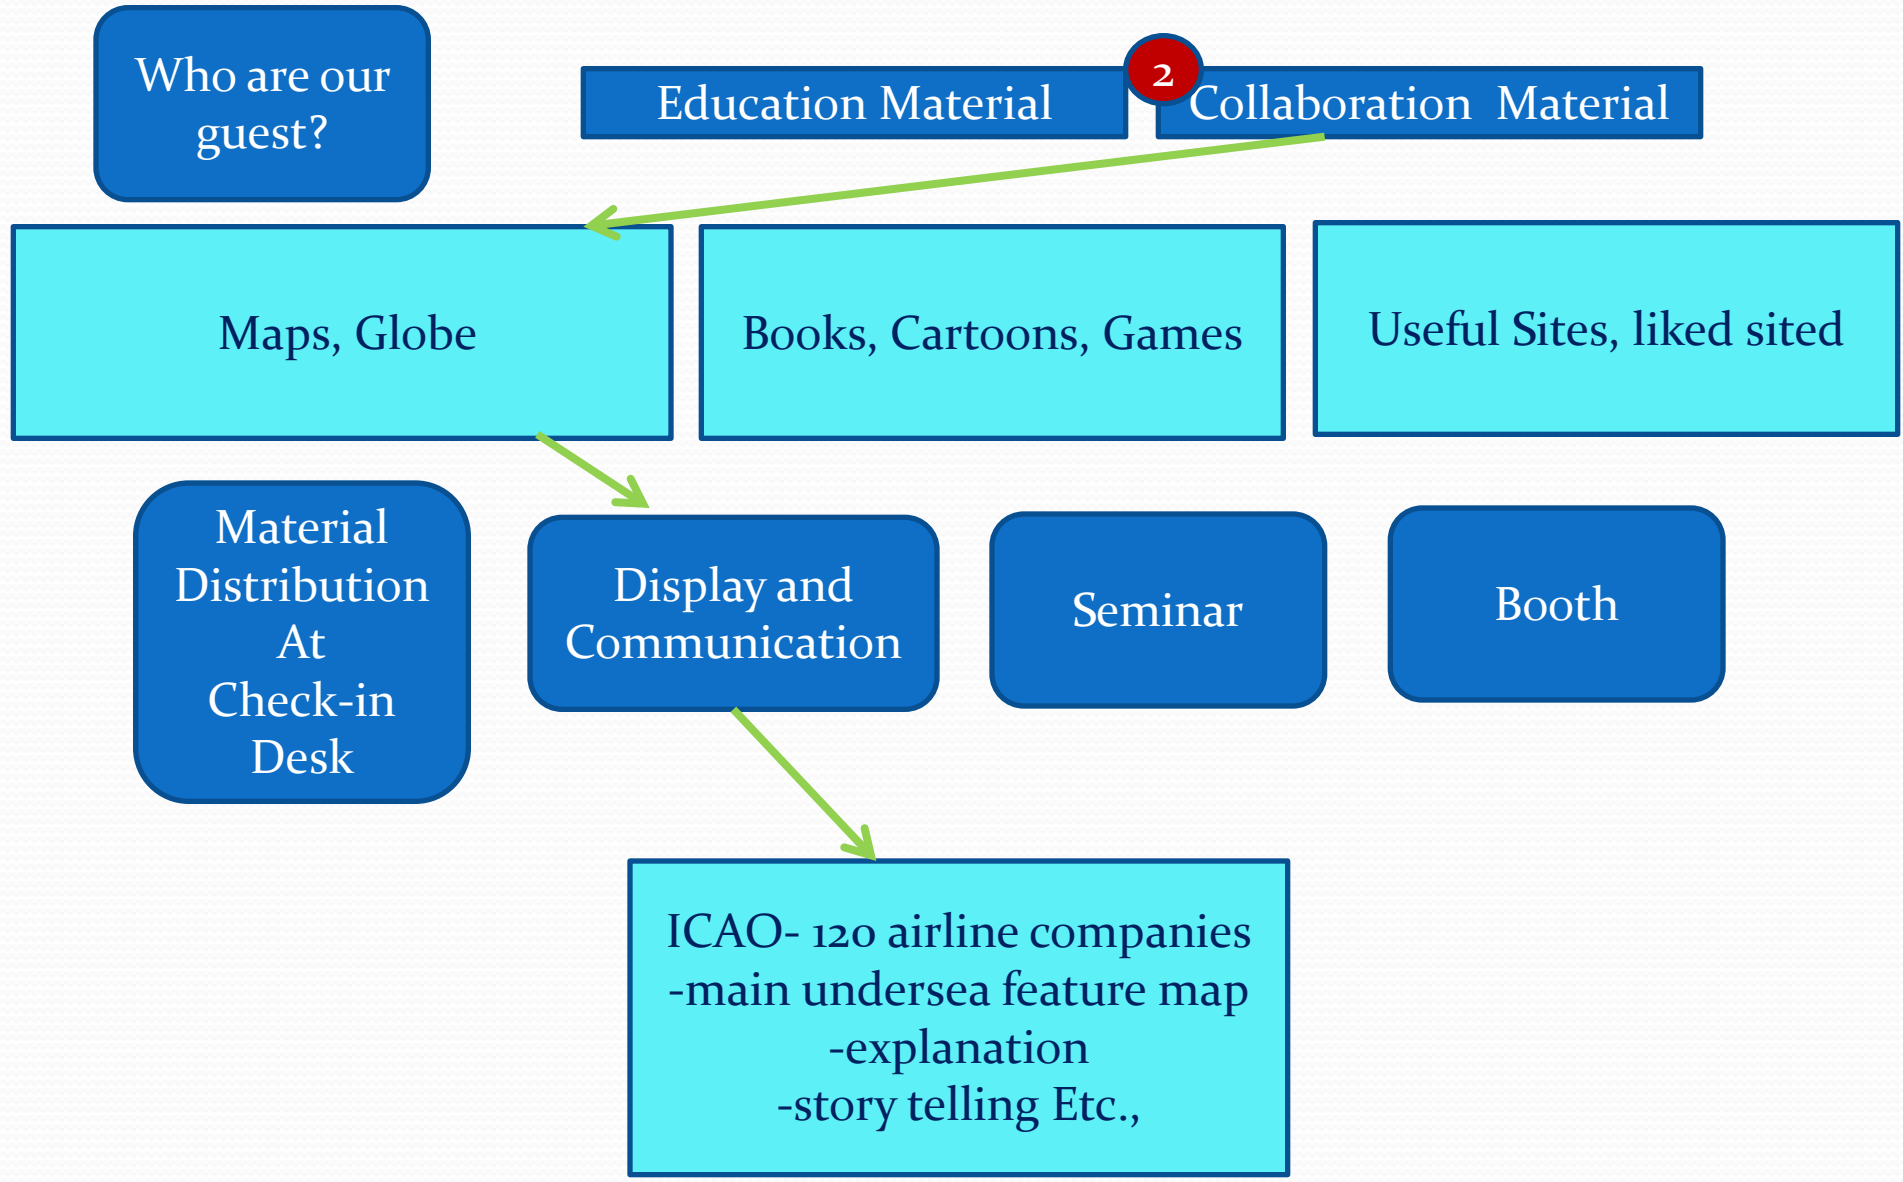 Who are our
guest?
Education Material
2
Collaboration  Material
Maps, Globe
Books, Cartoons, Games
Useful Sites, liked sited
Material
Distribution
At
Check-in
Desk
Display and
Communication
Seminar
Booth
ICAO- 120 airline companies
-main undersea feature map
-explanation
-story telling Etc.,